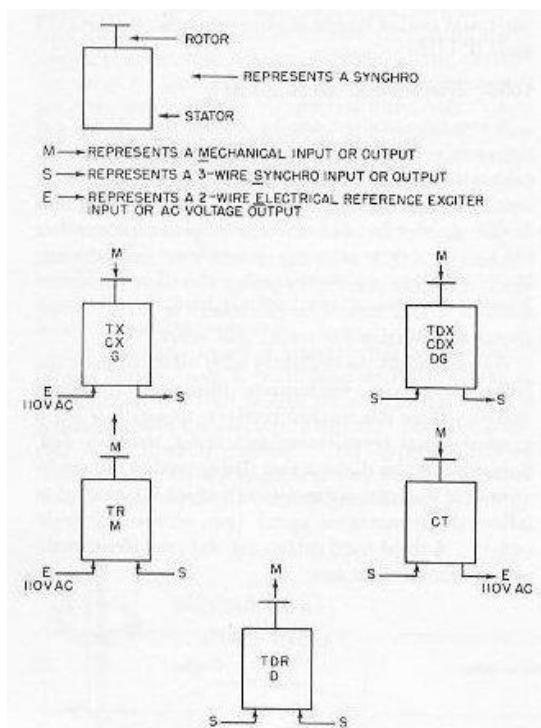 ROTOR
REPRESENTS A SYNCHRO
STATOR
M → REPRESENTS A MECHANICAL INPUT OR OUTPUT
S → REPRESENTS A 3-WIRE SYNCHRO INPUT OR OUTPUT
E → REPRESENTS A 2-WIRE ELECTRICAL REFERENCE EXCITER
INPUT OR AC VOLTAGE OUTPUT
M
TX
CX
G
E
110V AC
S
M
TDX
CDX
DG
S
S
M
TR
M
E
110V AC
S
M
CT
S
E
110V AC
M
TDR
D
S
S